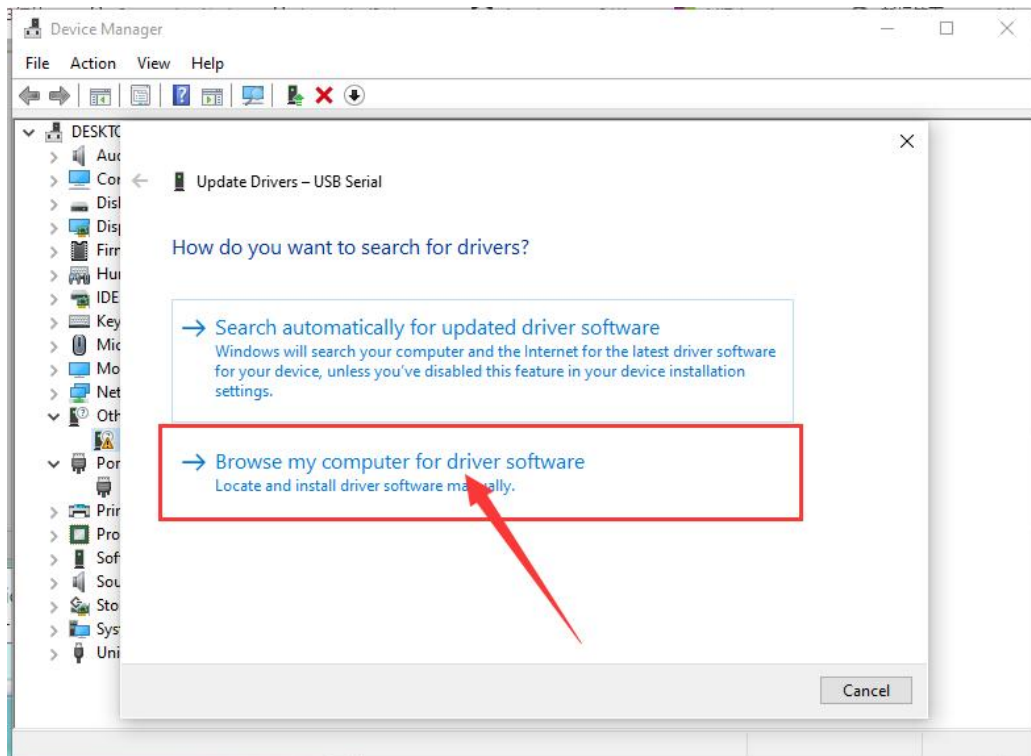 Device Manager
File Action View Help
DESKTO
Aud
Cor
Disk
Disp
Firr
Hur
IDE
Key
Mic
Mo
Net
Oth
Por
Prin
Pro
Sof
Sou
Sto
Sys
Uni
Update Drivers – USB Serial
How do you want to search for drivers?
Search automatically for updated driver software
Windows will search your computer and the Internet for the latest driver software
for your device, unless you've disabled this feature in your device installation
settings.
Browse my computer for driver software
Locate and install driver software manually.
Cancel